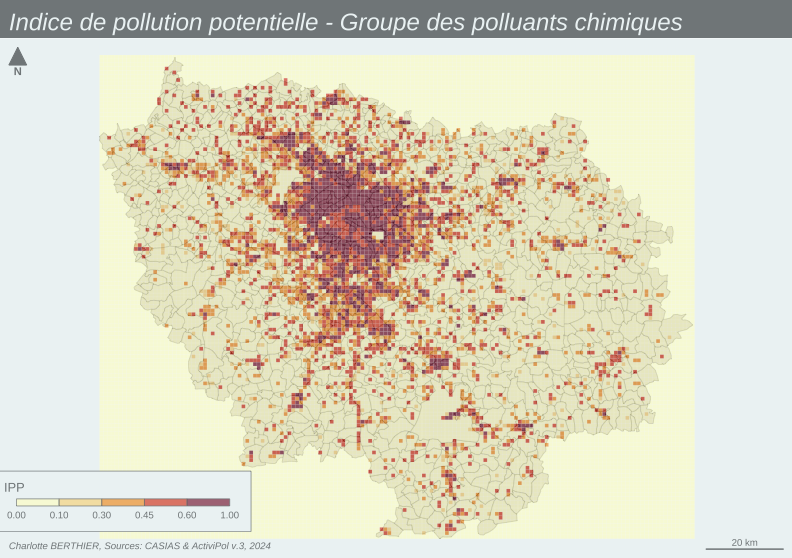 Indice de pollution potentielle - Groupe des polluants chimiques
N
IPP
0.00 0.10 0.30 0.45 0.60 1.00
Charlotte BERTHIER, Sources: CASIAS & ActiviPol v.3, 2024
20 km